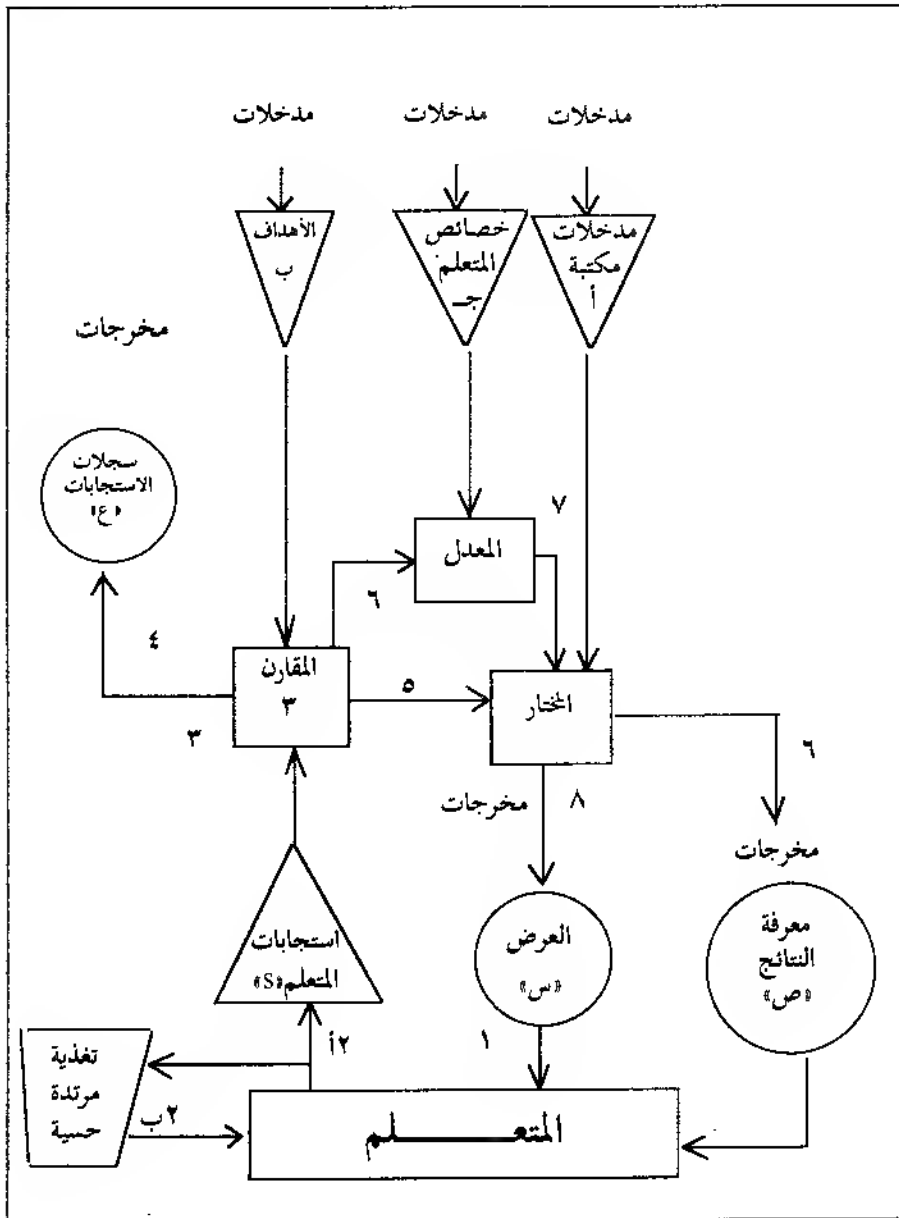 مدخلات
مدخلات
مدخلات
مدخلات
مكتبة
أ
خصائص
المتعلم
جـ
الأهداف
ب
مخرجات
سجلات
الاستجابات
«ع»
المعدل
٧
٦
٤
المقارن
٣
٣
٥
المختار
٦
مخرجات
٨
مخرجات
معرفة
النتائج
«ص»
العرض
«س»
استجابات
المتعلم«S»
١
٢أ
تغذية
مرتدة
حسية
٢ب
المتعـــــــــلم